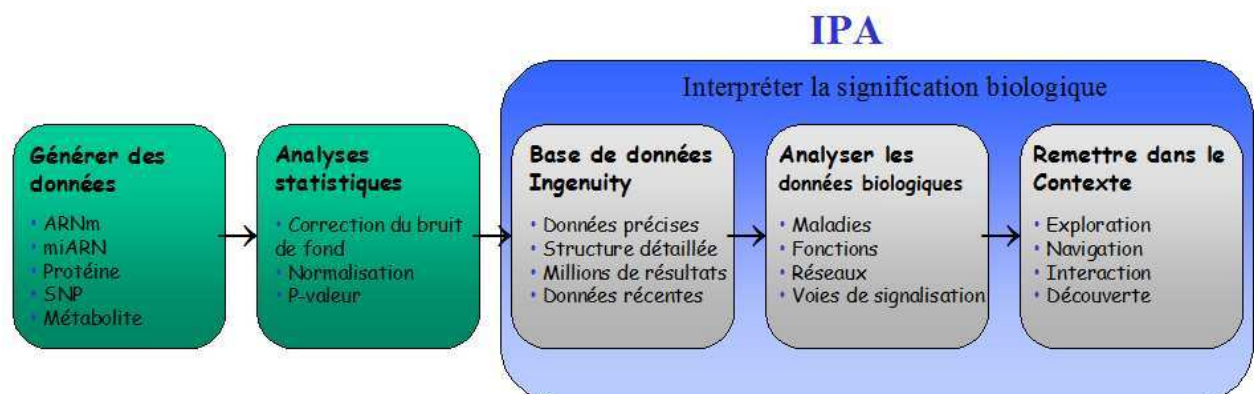 IPA
Interpréter la signification biologique
Générer des
données
• ARNm
• miARN
• Protéine
• SNP
• Métabolite
Analyses
statistiques
• Correction du bruit
de fond
• Normalisation
• P-valeur
Base de données
Ingenuity
• Données précises
• Structure détaillée
• Millions de résultats
• Données récentes
Analyser les
données biologiques
• Maladies
• Fonctions
• Réseaux
• Voies de signalisation
Remettre dans le
Contexte
• Exploration
• Navigation
• Interaction
• Découverte